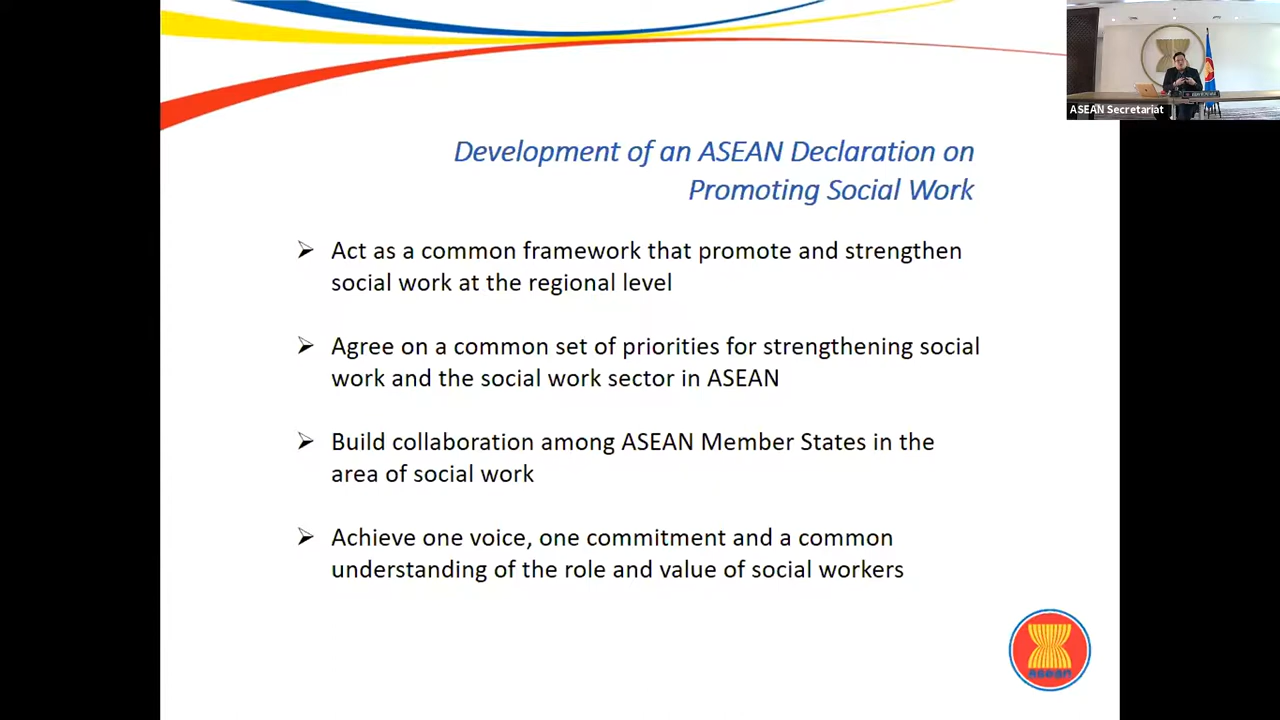 ASEAN Secretariat
Development of an ASEAN Declaration on
Promoting Social Work
Act as a common framework that promote and strengthen
social work at the regional level
Agree on a common set of priorities for strengthening social
work and the social work sector in ASEAN
Build collaboration among ASEAN Member States in the
area of social work
Achieve one voice, one commitment and a common
understanding of the role and value of social workers
asean